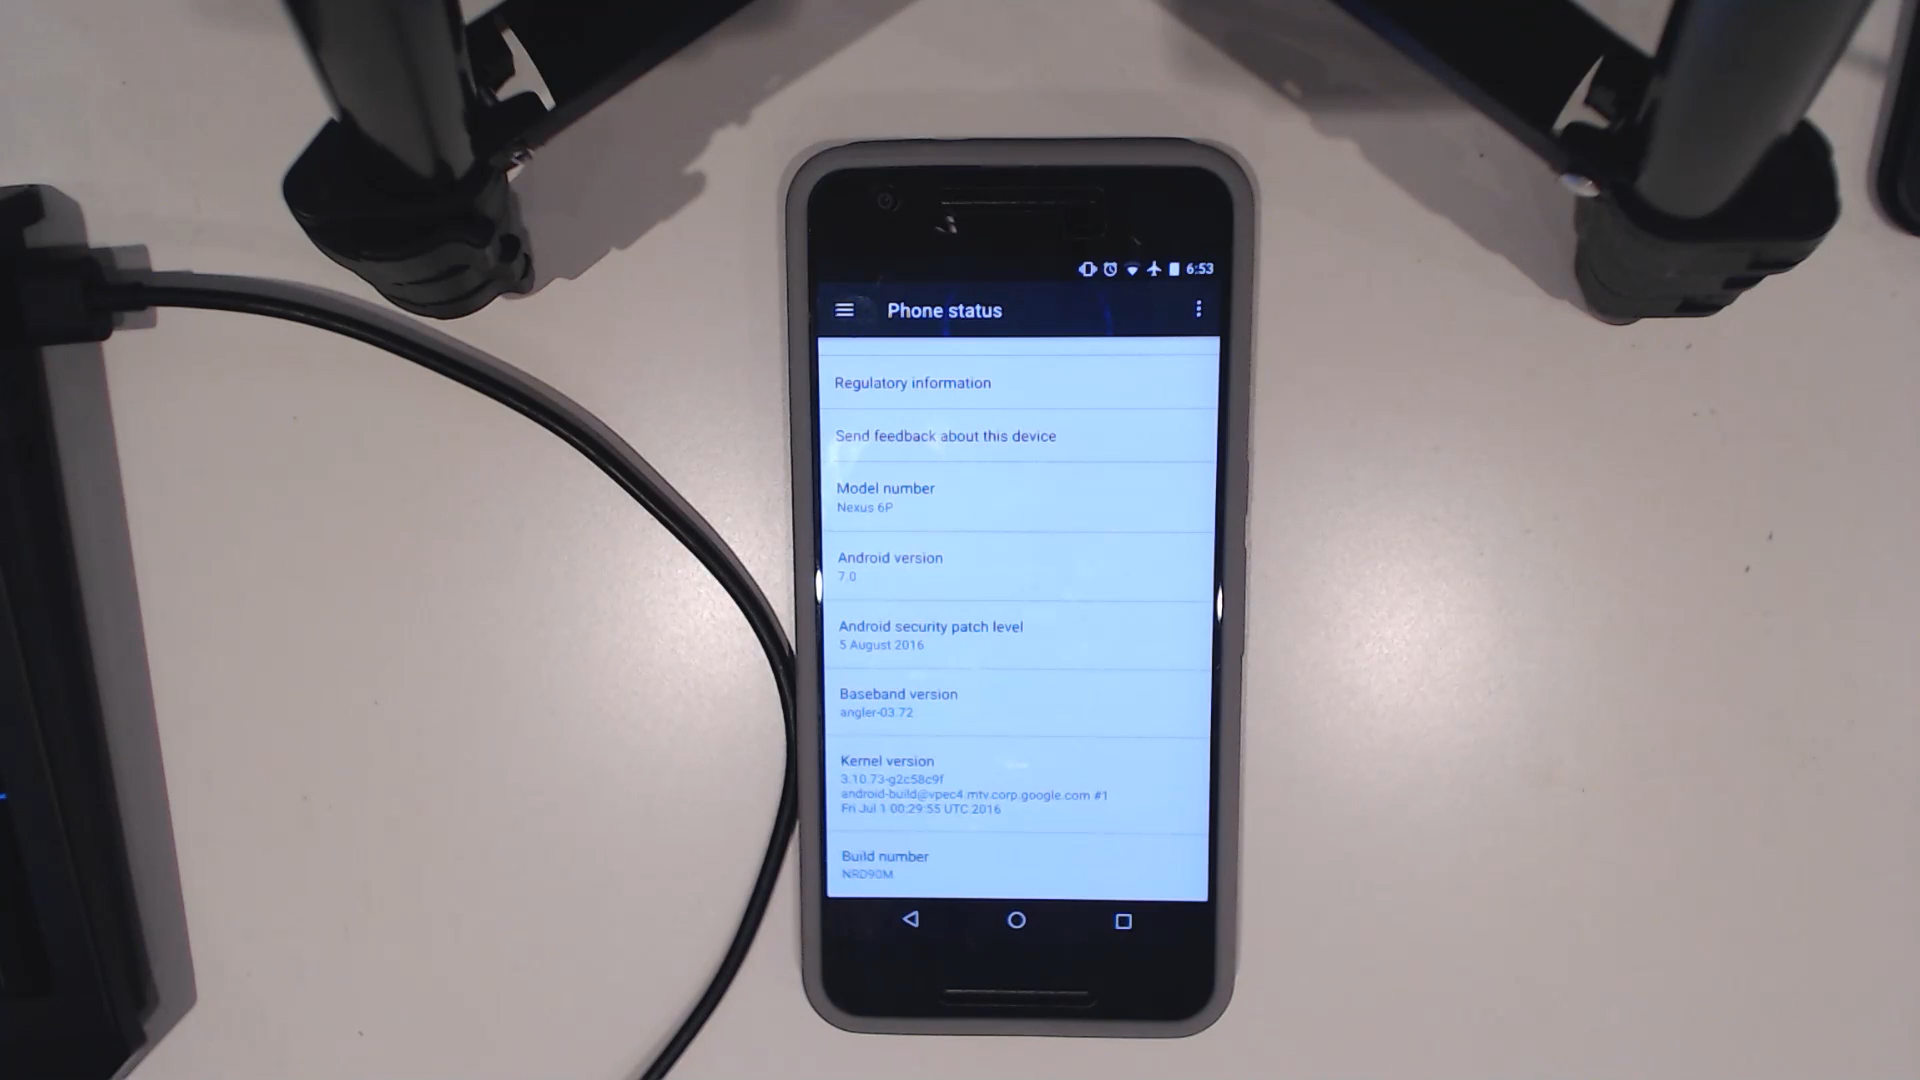 6:53
Phone status
Regulatory information
Send feedback about this device
Model number
Nexus 6P
Android version
7.0
Android security patch level
5 August 2016
Baseband version
angler-03.72
Kernel version
3.10.73-g2c58c9f
android-build@vpec4.mtv.corp.google.com #1
Fri Jul 1 00:29:55 UTC 2016
Build number
NRD90M